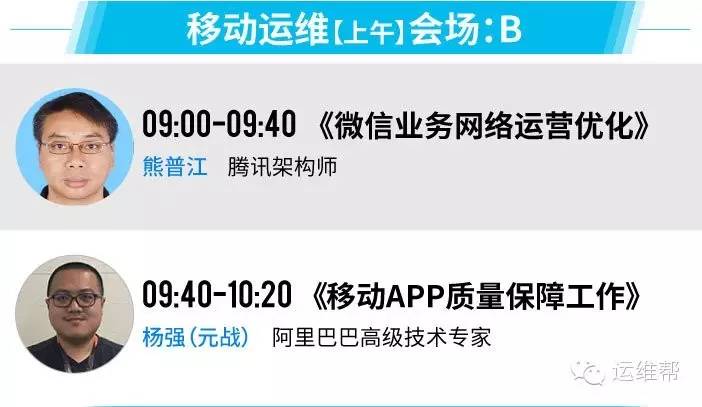 移动运维【上午】会场：B
09:00-09:40 《微信业务网络运营优化》
熊普江 腾讯架构师
09:40-10:20 《移动APP质量保障工作》
杨强（元战） 阿里巴巴高级技术专家
运维帮